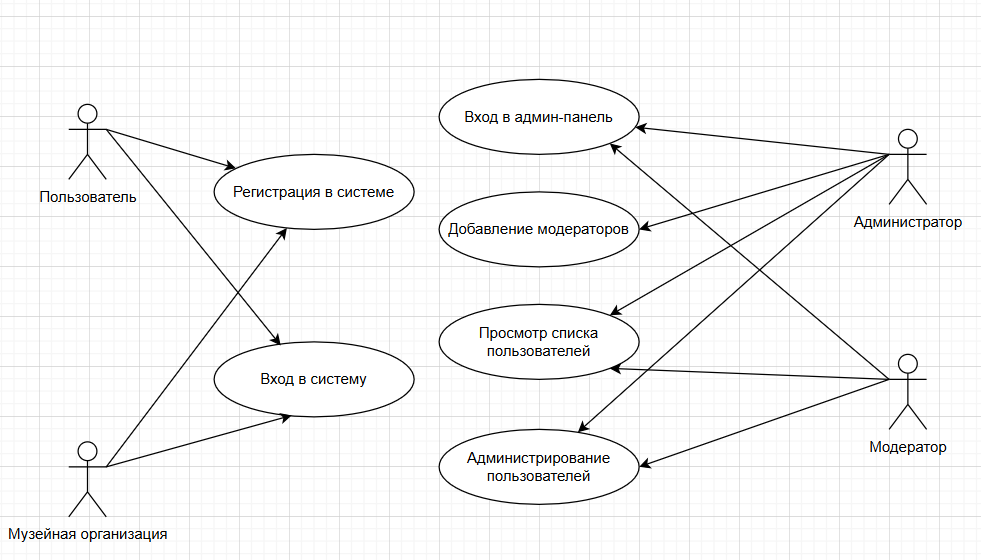 Вход в админ-панель
Пользователь
Регистрация в системе
Администратор
Добавление модераторов
Просмотр списка
пользователей
Вход в систему
Модератор
Администрирование
пользователей
Музейная организация